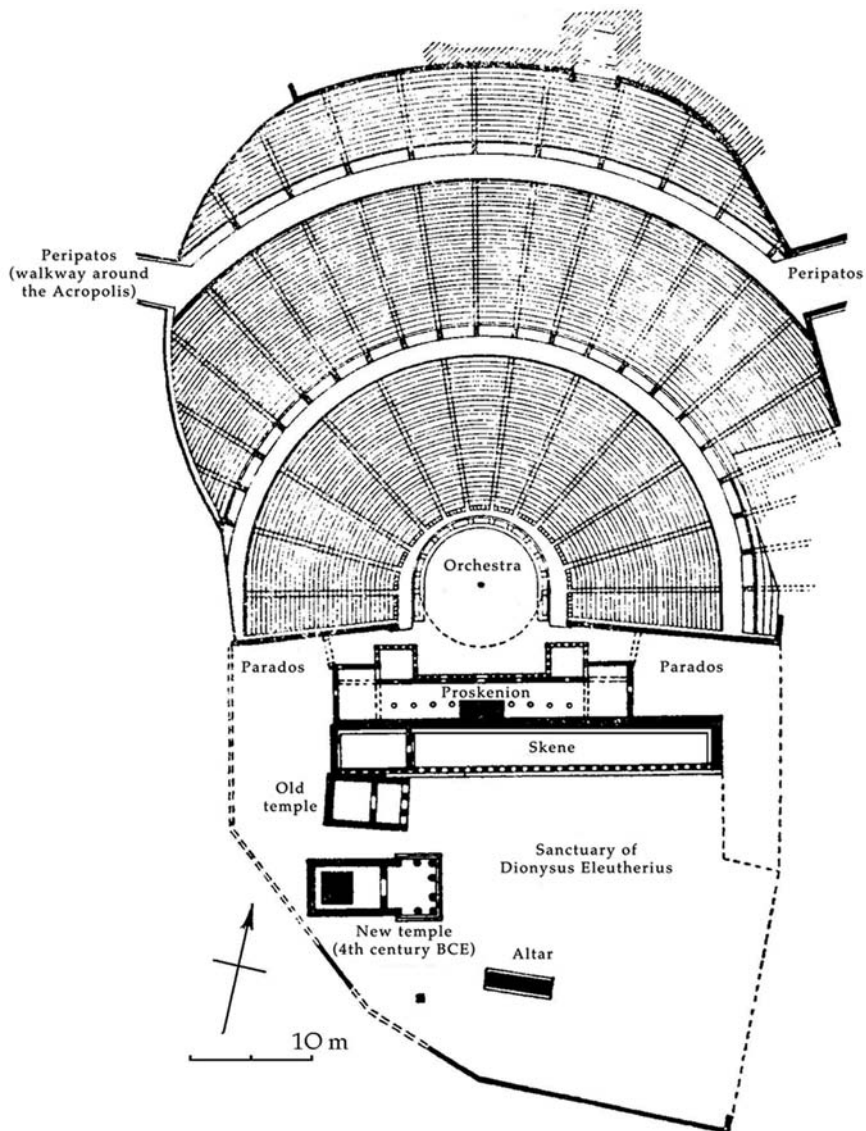 Peripatos
(walkway around
the Acropolis)
Peripatos
Orchestra
Parados
Parados
Proskenion
Skene
Old
temple
Sanctuary of
Dionysus Eleutherius
New temple
(4th century BCE)
Altar
10 m